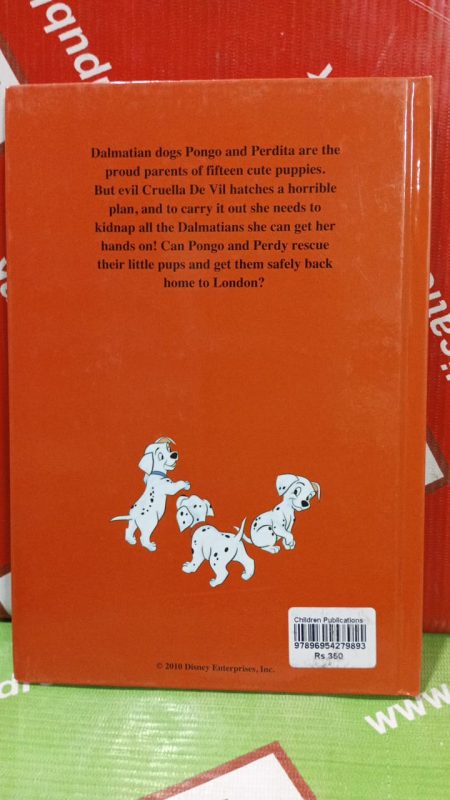 Dalmatian dogs Pongo and Perdita are the
proud parents of fifteen cute puppies.
But evil Cruella De Vil hatches a horrible
plan, and to carry it out she needs to
kidnap all the Dalmatians she can get her
hands on! Can Pongo and Perdy rescue
their little pups and get them safely back
home to London?
Children Publications
97896954279893
Rs 350
© 2010 Disney Enterprises, Inc.
www